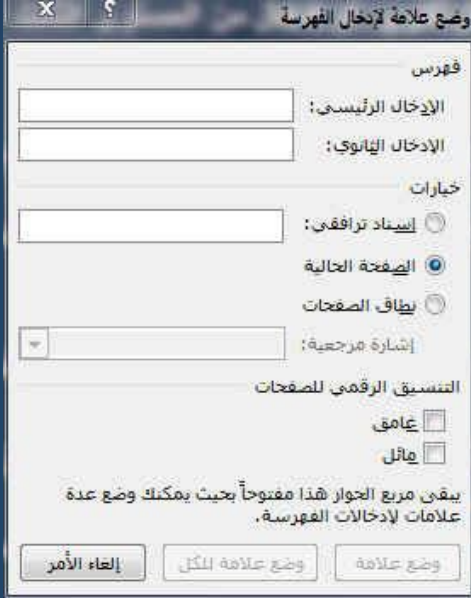 وضع علامة لإدخال الفهرسة
فهرس
الإدخال الرئيسي:
الإدخال الثانوي:
خيارات
إسناد ترافقي:
الصفحة الحالية
نطاق الصفحات
إشارة مرجعية:
التنسيق الرقمي للصفحات
غامق
مائل
يبقى مربع الحوار هذا مفتوحاً بحيث يمكنك وضع عدة
علامات لإدخالات الفهرسة.
وضع علامة
وضع علامة للكل
إلغاء الأمر